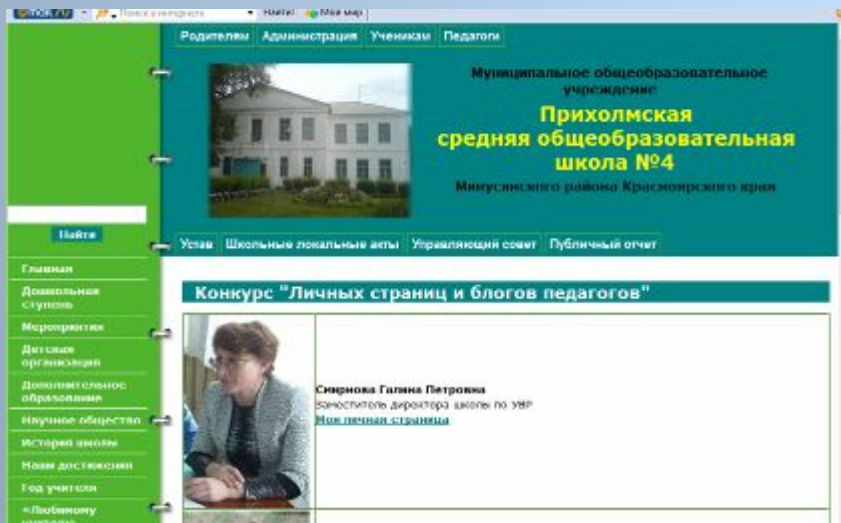 Поиск в интернете Найти! Мой мир
Родителям Администрация Ученикам Педагоги
Муниципальное общеобразовательное
учреждение
Прихолмская
средняя общеобразовательная
школа №4
Минусинского района Красноярского края
Найти
Устав Школьные локальные акты Управляющий совет Публичный отчет
Главная
Дошкольная
ступень
Мероприятия
Детская
организация
Дополнительное
образование
Научное общество
История школы
Наши достижения
Год учителя
«Любимому
Конкурс "Личных страниц и блогов педагогов"
Смирнова Галина Петровна
Заместитель директора школы по УВР
Моя личная страница